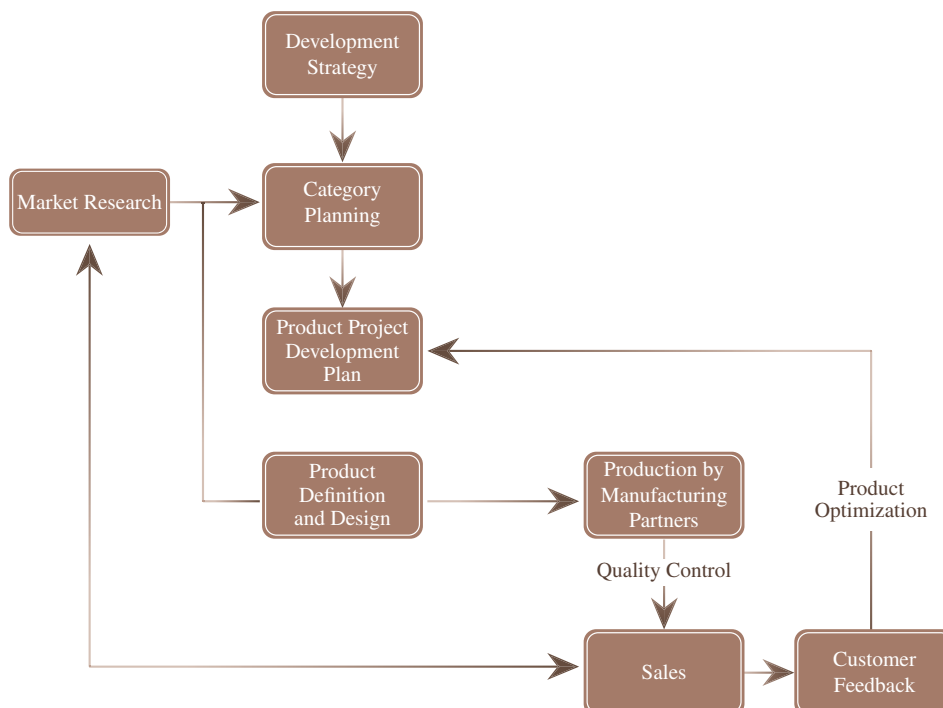 Development
Strategy
Market Research
Category
Planning
Product Project
Development
Plan
Product
Definition
and Design
Production by
Manufacturing
Partners
Product
Optimization
Quality Control
Sales
Customer
Feedback